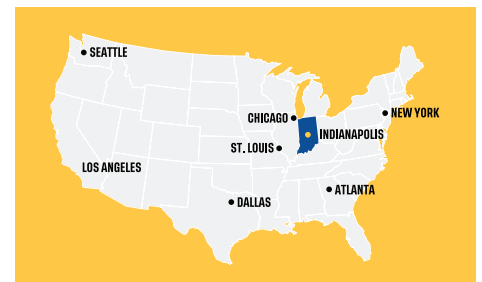 SEATTLE
CHICAGO
NEW YORK
INDIANAPOLIS
ST. LOUIS
LOS ANGELES
ATLANTA
DALLAS